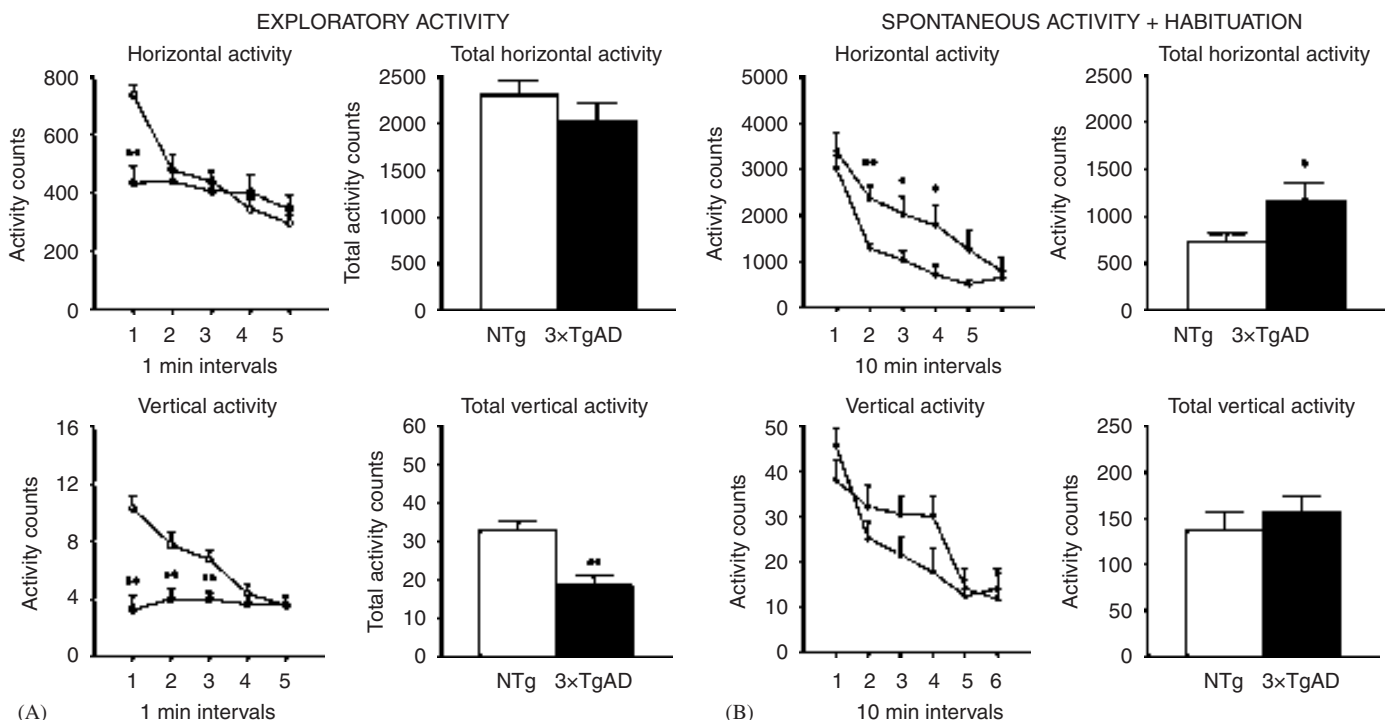 EXPLORATORY ACTIVITY
SPONTANEOUS ACTIVITY + HABITUATION
Horizontal activity
800
600
400
200
0
Activity counts
1 2 3 4 5
1 min intervals
Total horizontal activity
2500
2000
1500
1000
500
0
Total activity counts
NTg 3×TgAD
Horizontal activity
5000
4000
3000
2000
1000
0
Activity counts
1 2 3 4 5 6
10 min intervals
Total horizontal activity
2500
2000
1500
1000
500
0
Activity counts
NTg 3×TgAD
Vertical activity
16
12
8
4
0
Activity counts
1 2 3 4 5
1 min intervals
Total vertical activity
60
50
40
30
20
10
0
Total activity counts
NTg 3×TgAD
Vertical activity
50
40
30
20
10
0
Activity counts
1 2 3 4 5 6
10 min intervals
Total vertical activity
250
200
150
100
50
0
Activity counts
NTg 3×TgAD
(A)
(B)